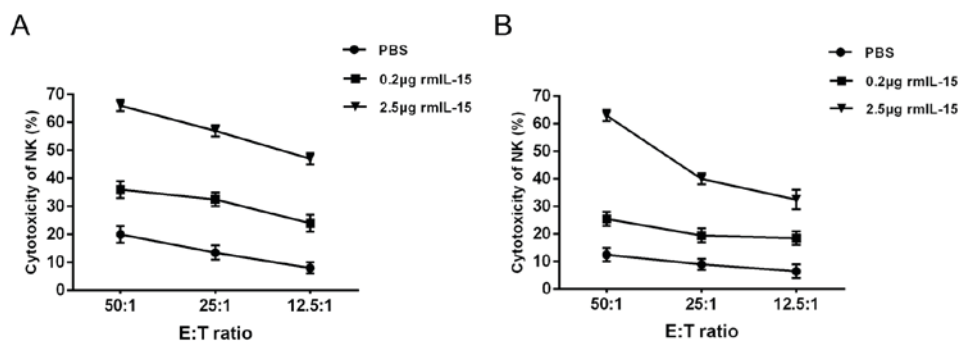 A
PBS
0.2μg rmIL-15
2.5μg rmIL-15
Cytotoxicity of NK (%)
70
60
50
40
30
20
10
0
50:1 25:1 12.5:1
E:T ratio
B
PBS
0.2μg rmIL-15
2.5μg rmIL-15
Cytotoxicity of NK (%)
70
60
50
40
30
20
10
0
50:1 25:1 12.5:1
E:T ratio